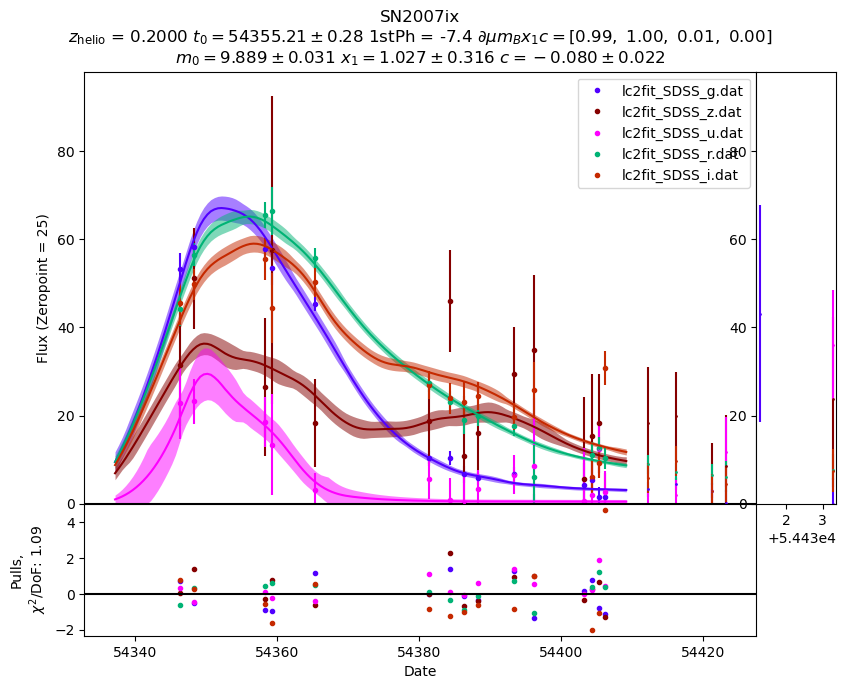 SN2007ix
z_helio = 0.2000 t_0 = 54355.21 ± 0.28 1stPh = -7.4 ∂μm_Bx_1c = [0.99, 1.00, 0.01, 0.00]
m_0 = 9.889 ± 0.031 x_1 = 1.027 ± 0.316 c = −0.080 ± 0.022
lc2fit_SDSS_g.dat
lc2fit_SDSS_z.dat
lc2fit_SDSS_u.dat
lc2fit_SDSS_r.dat
lc2fit_SDSS_i.dat
Flux (Zeropoint = 25)
80
60
40
20
0
80
60
40
20
0
2 3
+5.443e4
Pulls,
χ²/DoF: 1.09
4
2
0
−2
54340 54360 54380 54400 54420
Date